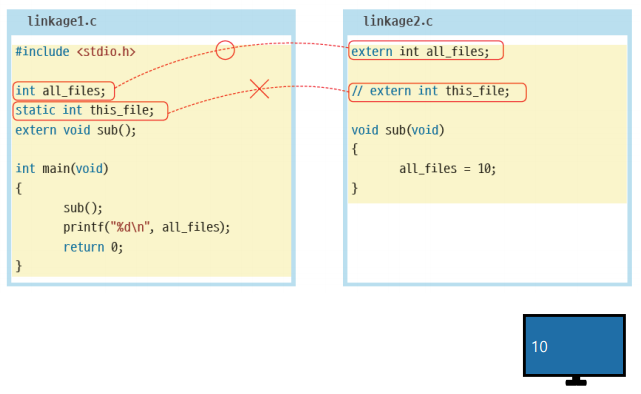 linkage1.c
#include <stdio.h>
int all_files;
static int this_file;
extern void sub();
int main(void)
{
sub();
printf("%d\n", all_files);
return 0;
}
linkage2.c
extern int all_files;
// extern int this_file;
void sub(void)
{
all_files = 10;
}
10